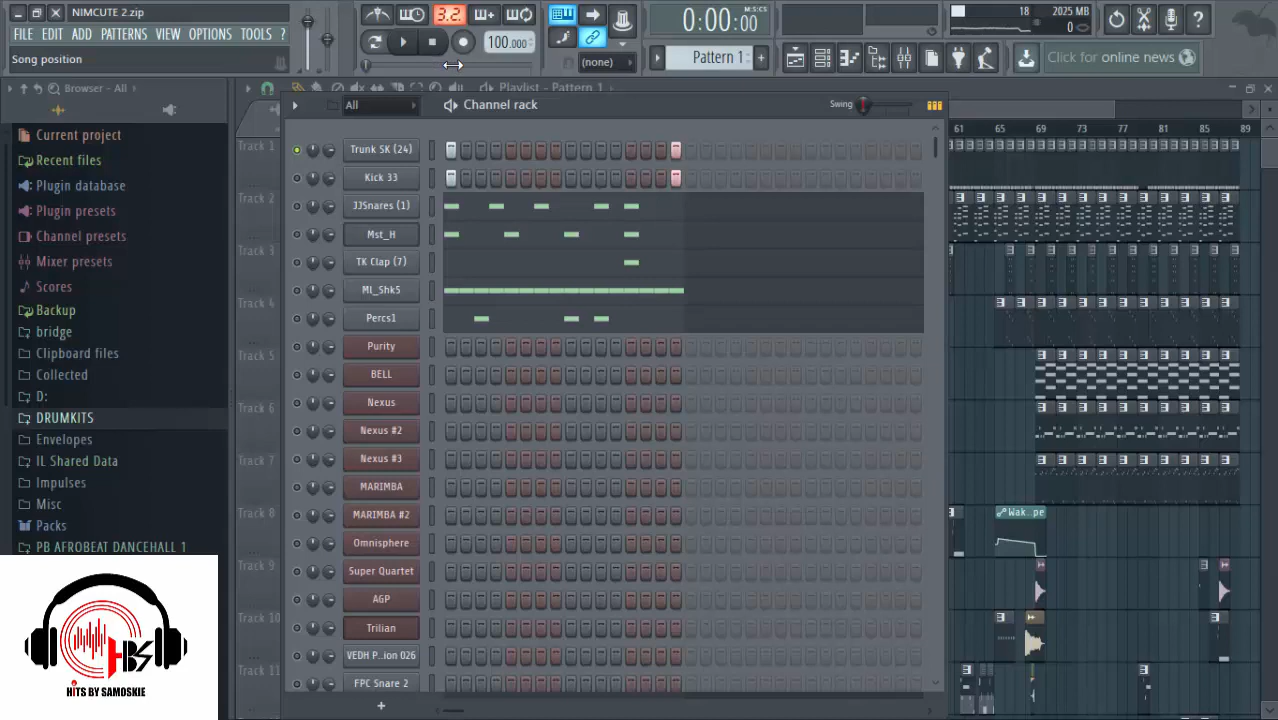 NIMCUTE 2.zip
FILE EDIT ADD PATTERNS VIEW OPTIONS TOOLS ?
Song position
3.2.
100.000
(none)
0:00:00
M:S:CS
Pattern 1
18
2025 MB
0
Click for online news
Browser - All
Playlist - Pattern 1
Current project
Recent files
Plugin database
Plugin presets
Channel presets
Mixer presets
Scores
Backup
bridge
Clipboard files
Collected
D:
DRUMKITS
Envelopes
IL Shared Data
Impulses
Misc
Packs
PB AFROBEAT DANCEHALL 1
HBS
HITS BY SAMOSKIE
Track 1
Track 2
Track 3
Track 4
Track 5
Track 6
Track 7
Track 8
Track 9
Track 10
Track 11
All
Channel rack
Swing
Trunk SK (24)
Kick 33
JJSnares (1)
Mst_H
TK Clap (7)
Ml_Shk5
Percs1
Purity
BELL
Nexus
Nexus #2
Nexus #3
MARIMBA
MARIMBA #2
Omnisphere
Super Quartet
AGP
Trilian
VEDH P..ion 026
FPC Snare 2
+
61 65 69 73 77 81 85 89
Wak..pe